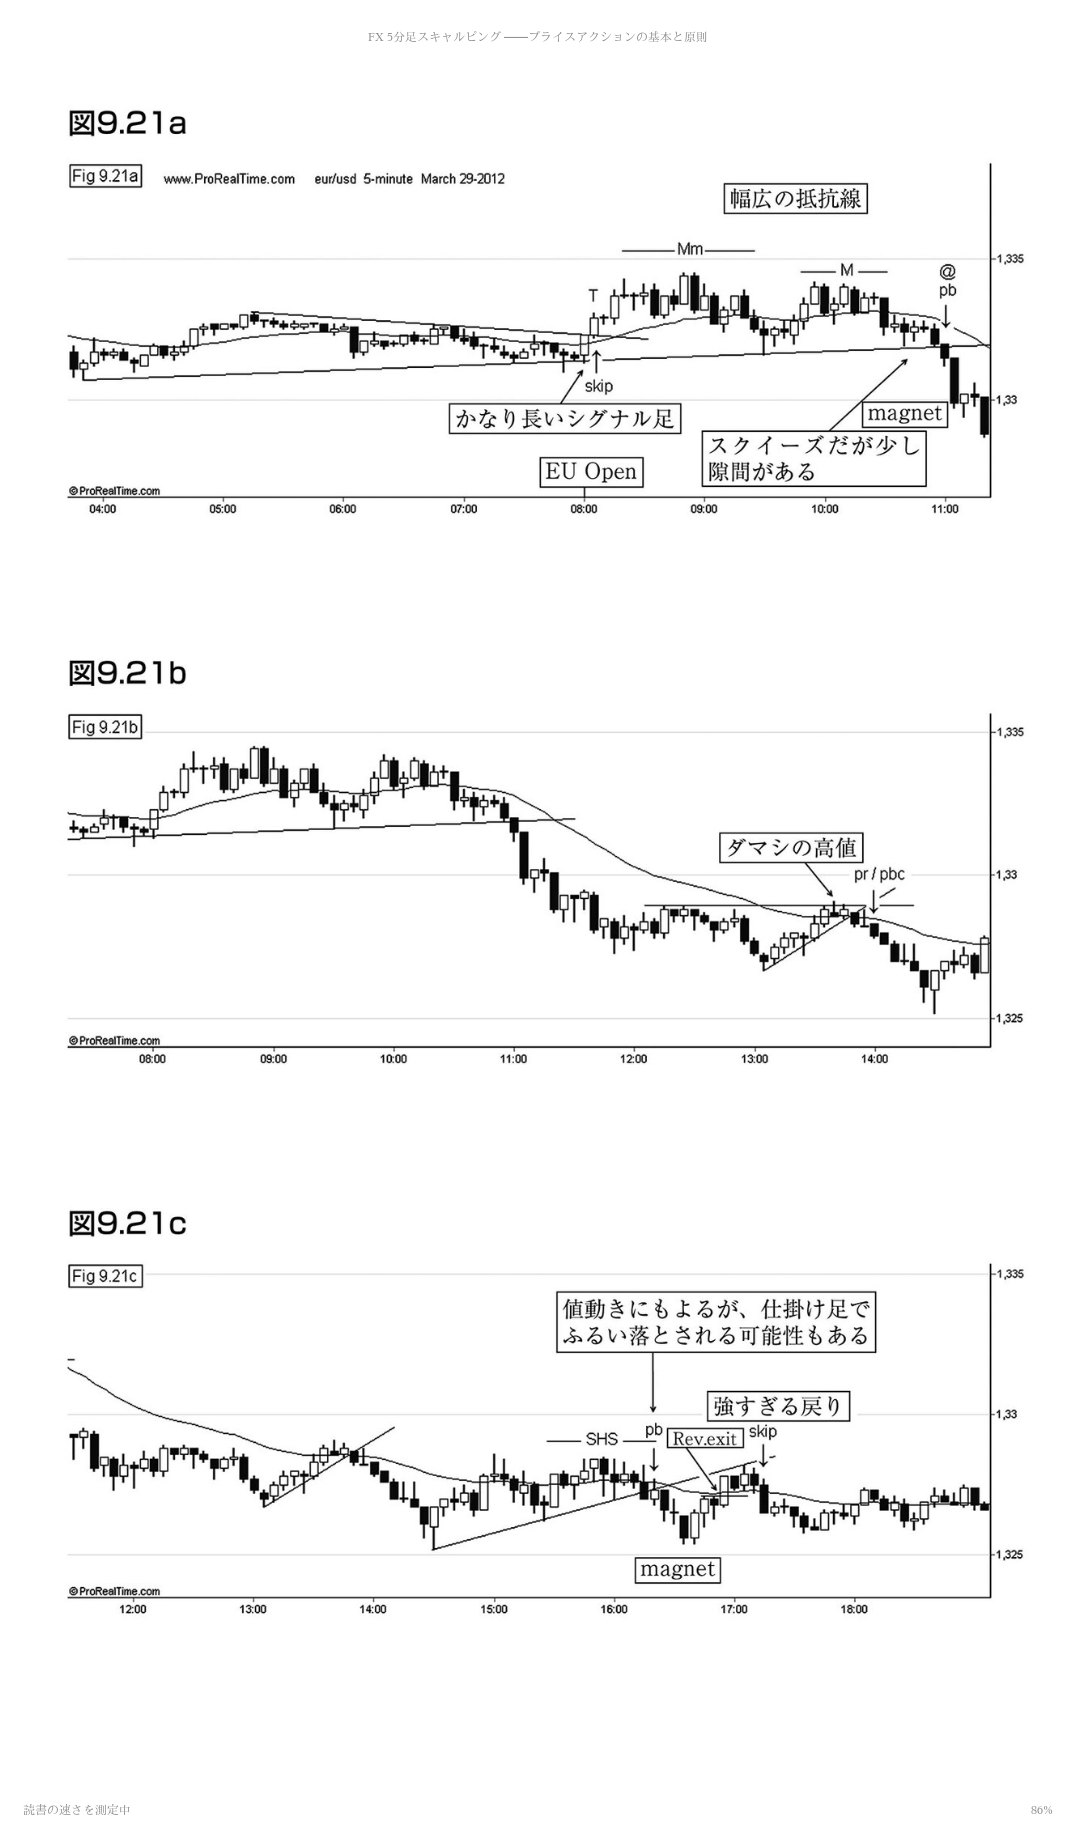 FX 5分足スキャルピング ――プライスアクションの基本と原則
図9.21a
Fig 9.21a
www.ProRealTime.com eur/usd 5-minute March 29-2012
幅広の抵抗線
Mm
1,335
M
@
pb
T
skip
1,33
かなり長いシグナル足
magnet
スクイーズだが少し
隙間がある
EU Open
©ProRealTime.com
04:00 05:00 06:00 07:00 08:00 09:00 10:00 11:00
図9.21b
Fig 9.21b
1,335
ダマシの高値
pr / pbc
1,33
1,325
©ProRealTime.com
08:00 09:00 10:00 11:00 12:00 13:00 14:00
図9.21c
Fig 9.21c
1,335
値動きにもよるが、仕掛け足で
ふるい落とされる可能性もある
強すぎる戻り
1,33
SHS
pb
Rev.exit
skip
1,325
magnet
©ProRealTime.com
12:00 13:00 14:00 15:00 16:00 17:00 18:00
読書の速さを測定中
86%